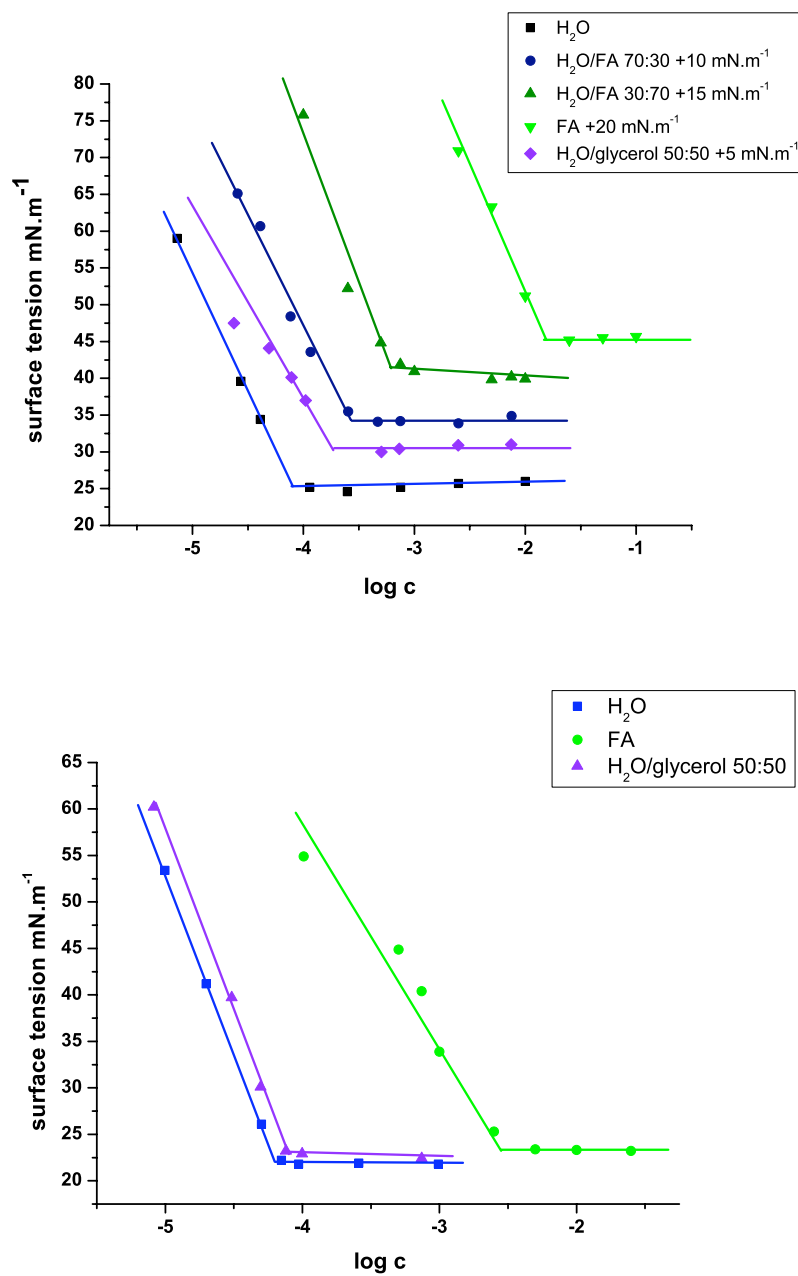 H₂O
H₂O/FA 70:30 +10 mN.m⁻¹
H₂O/FA 30:70 +15 mN.m⁻¹
FA +20 mN.m⁻¹
H₂O/glycerol 50:50 +5 mN.m⁻¹
80
75
70
65
60
55
50
45
40
35
30
25
20
surface tension mN.m⁻¹
-5 -4 -3 -2 -1
log c
H₂O
FA
H₂O/glycerol 50:50
65
60
55
50
45
40
35
30
25
20
surface tension mN.m⁻¹
-5 -4 -3 -2
log c